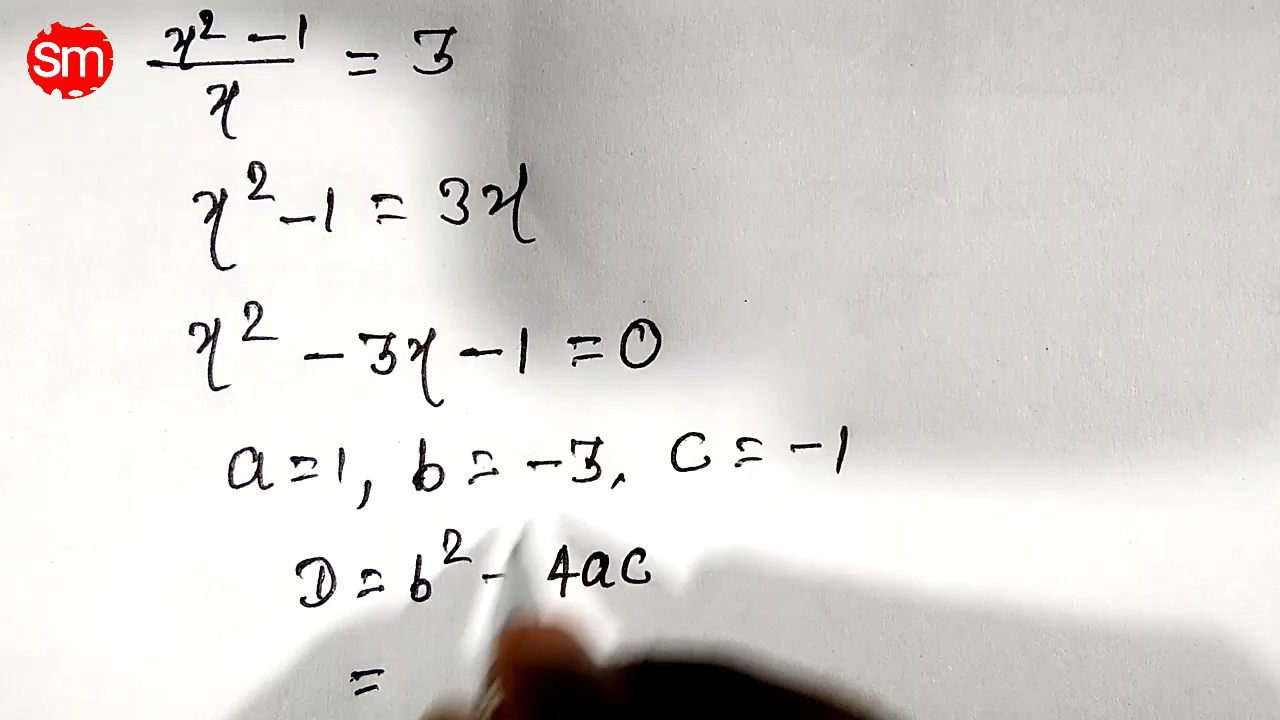 Sm
x² - 1
x
= 3
x² - 1 = 3x
x² - 3x - 1 = 0
a = 1, b = -3, c = -1
D = b² - 4ac
=